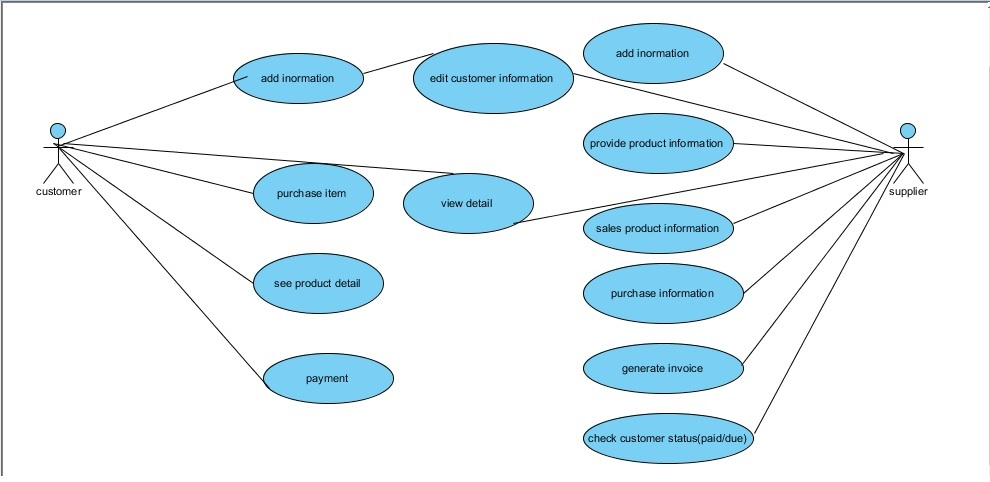 add inormation
add inormation
edit customer information
provide product information
customer
supplier
purchase item
view detail
sales product information
see product detail
purchase information
generate invoice
payment
check customer status(paid/due)